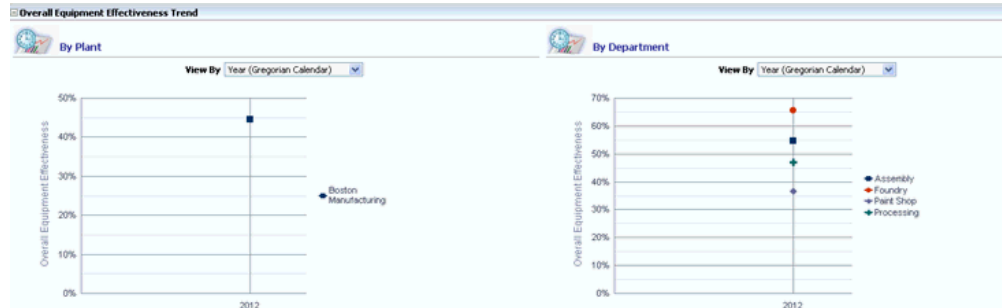 Overall Equipment Effectiveness Trend
By Plant
View By Year (Gregorian Calendar)
50%
40%
30%
20%
10%
0%
Overall Equipment Effectiveness
2012
Boston
Manufacturing
By Department
View By Year (Gregorian Calendar)
70%
60%
50%
40%
30%
20%
10%
0%
Overall Equipment Effectiveness
2012
Assembly
Foundry
Paint Shop
Processing